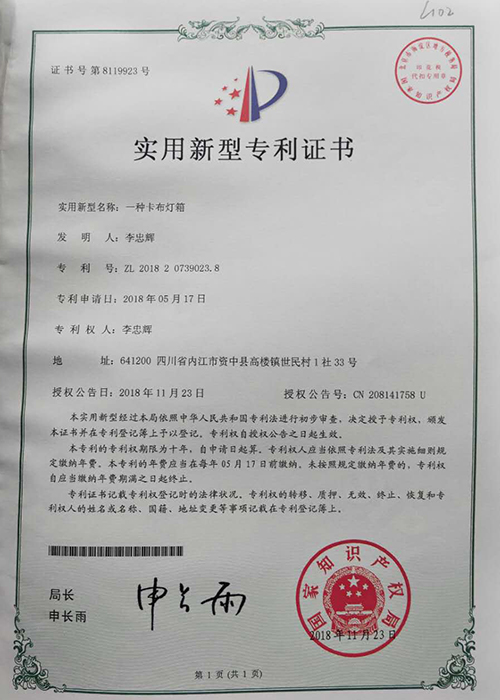 4102
证书号第8119923号
印花税
代扣专用章
实用新型专利证书
实用新型名称：一种卡布灯箱
发明人：李忠辉
专利号：ZL 2018 2 0739023.8
专利申请日：2018年05月17日
专利权人：李忠辉
地址：641200 四川省内江市资中县高楼镇世民村1社33号
授权公告日：2018年11月23日 授权公告号：CN 208141758 U
本实用新型经过本局依照中华人民共和国专利法进行初步审查，决定授予专利权，颁发
本证书并在专利登记簿上予以登记，专利权自授权公告之日起生效。
本专利的专利权期限为十年，自申请日起算。专利权人应当依照专利法及其实施细则规
定缴纳年费。本专利的年费应当在每年05月17日前缴纳。未按照规定缴纳年费的，专利权
自应当缴纳年费期满之日起终止。
专利证书记载专利权登记时的法律状况。专利权的转移、质押、无效、终止、恢复和专
利权人的姓名或名称、国籍、地址变更等事项记载在专利登记簿上。
局长
申长雨
申长雨
国家知识产权局
2018年11月23日
第1页(共1页)